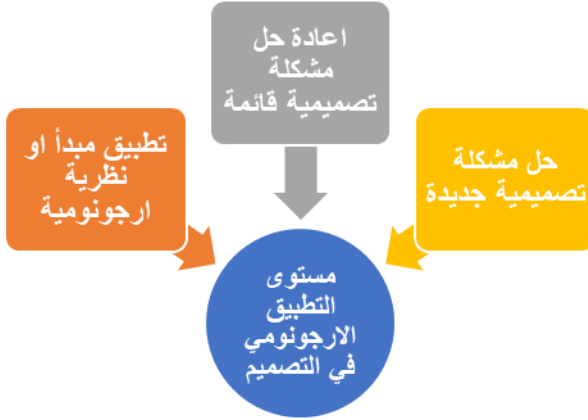 اعادة حل
مشكلة
تصميمية قائمة
حل مشكلة
تصميمية جديدة
تطبيق مبدأ او
نظرية
ارجونومية
مستوى
التطبيق
الارجونومي
في التصميم